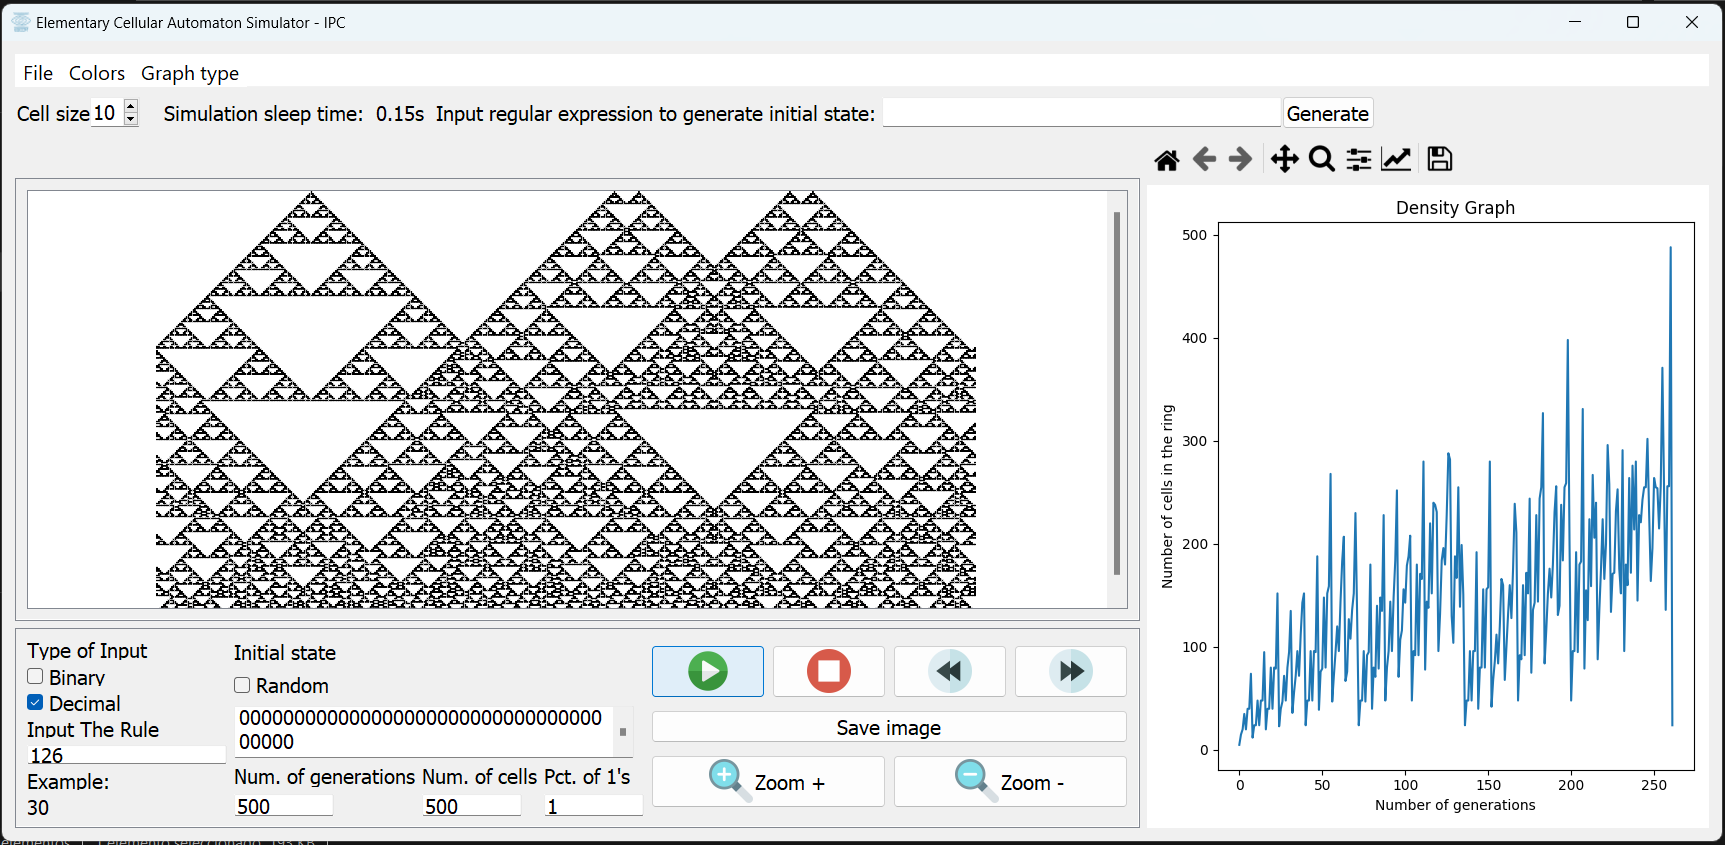 Elementary Cellular Automaton Simulator - IPC
File Colors Graph type
Cell size 10 Simulation sleep time: 0.15s Input regular expression to generate initial state: Generate
Density Graph
500
400
300
200
100
0
Number of cells in the ring
0 50 100 150 200 250
Number of generations
Type of Input
Binary
Decimal
Input The Rule
126
Example:
30
Initial state
Random
000000000000000000000000000000000
00000
Num. of generations Num. of cells Pct. of 1's
500 500 1
Save image
Zoom + Zoom -